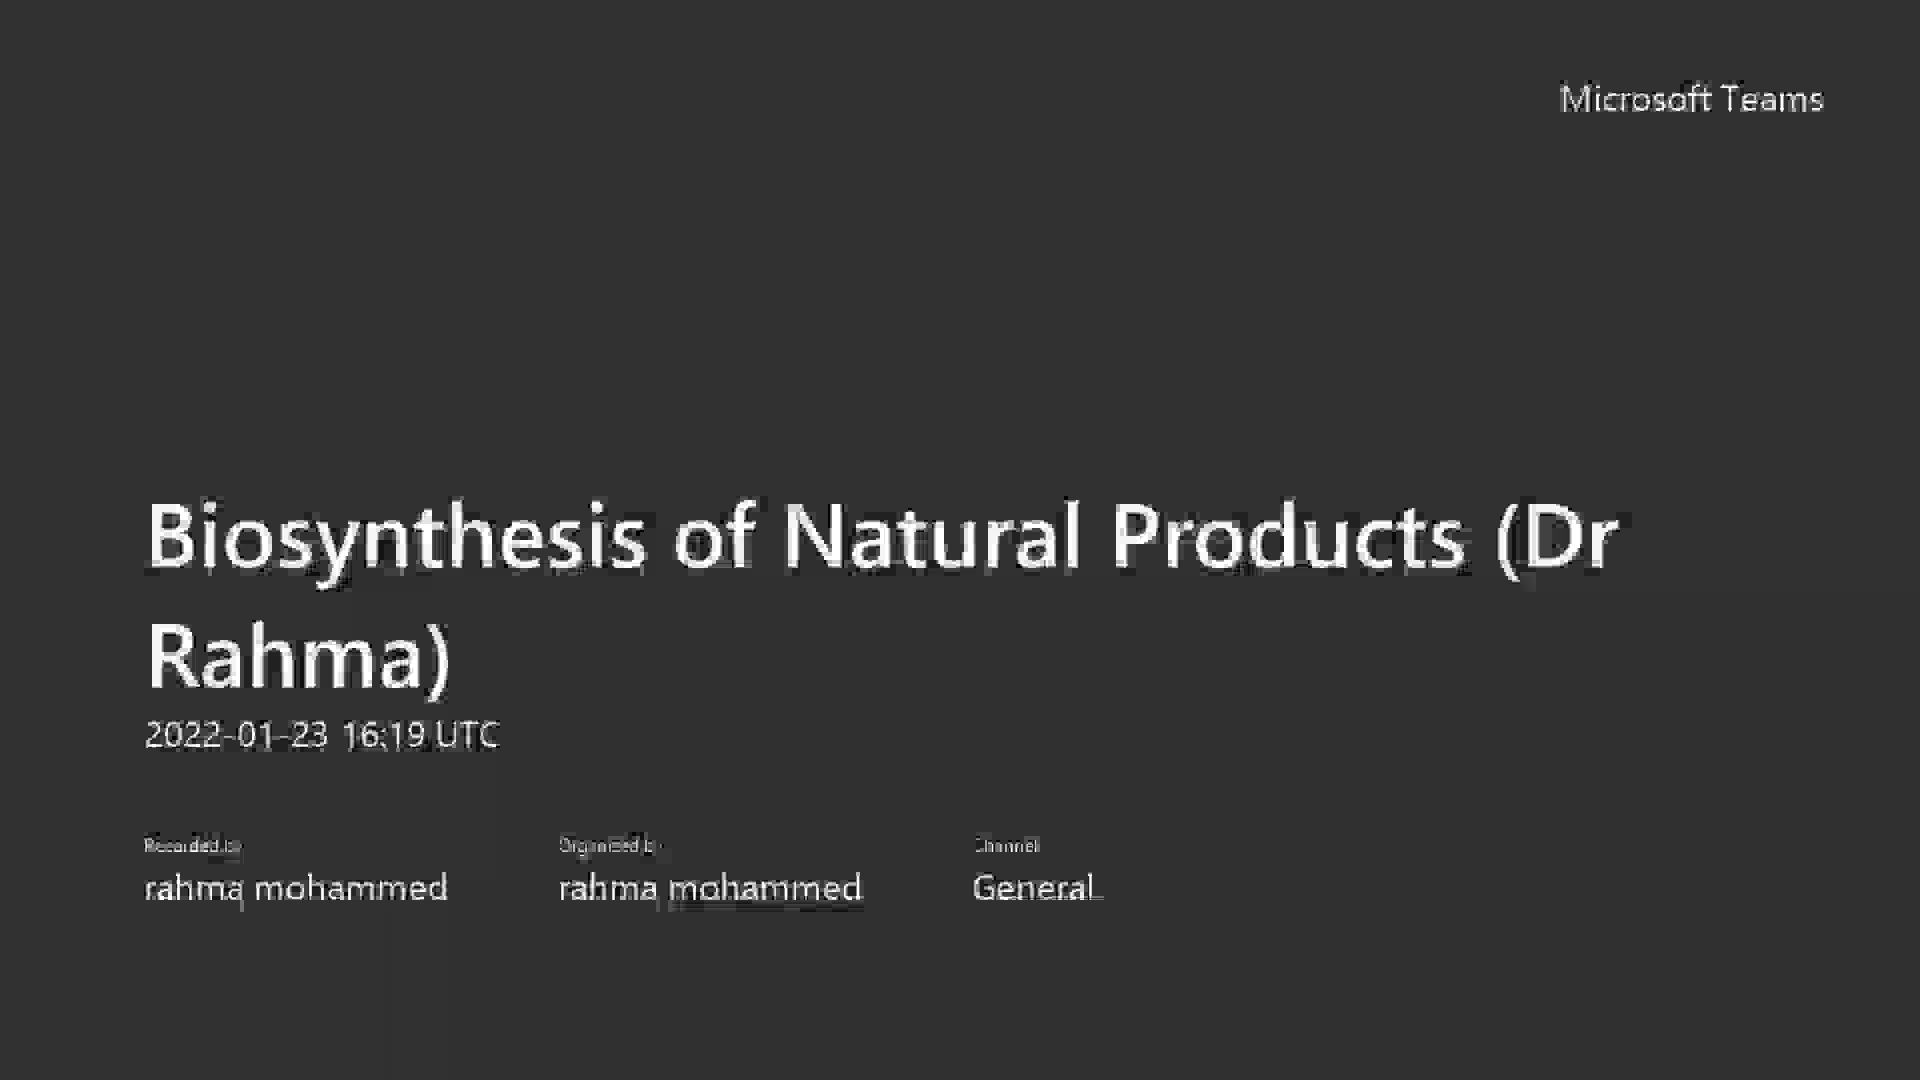 Microsoft Teams
Biosynthesis of Natural Products (Dr
Rahma)
2022-01-23 16:19 UTC
Recorded by
Organized by
Channel
rahma mohammed
rahma mohammed
General